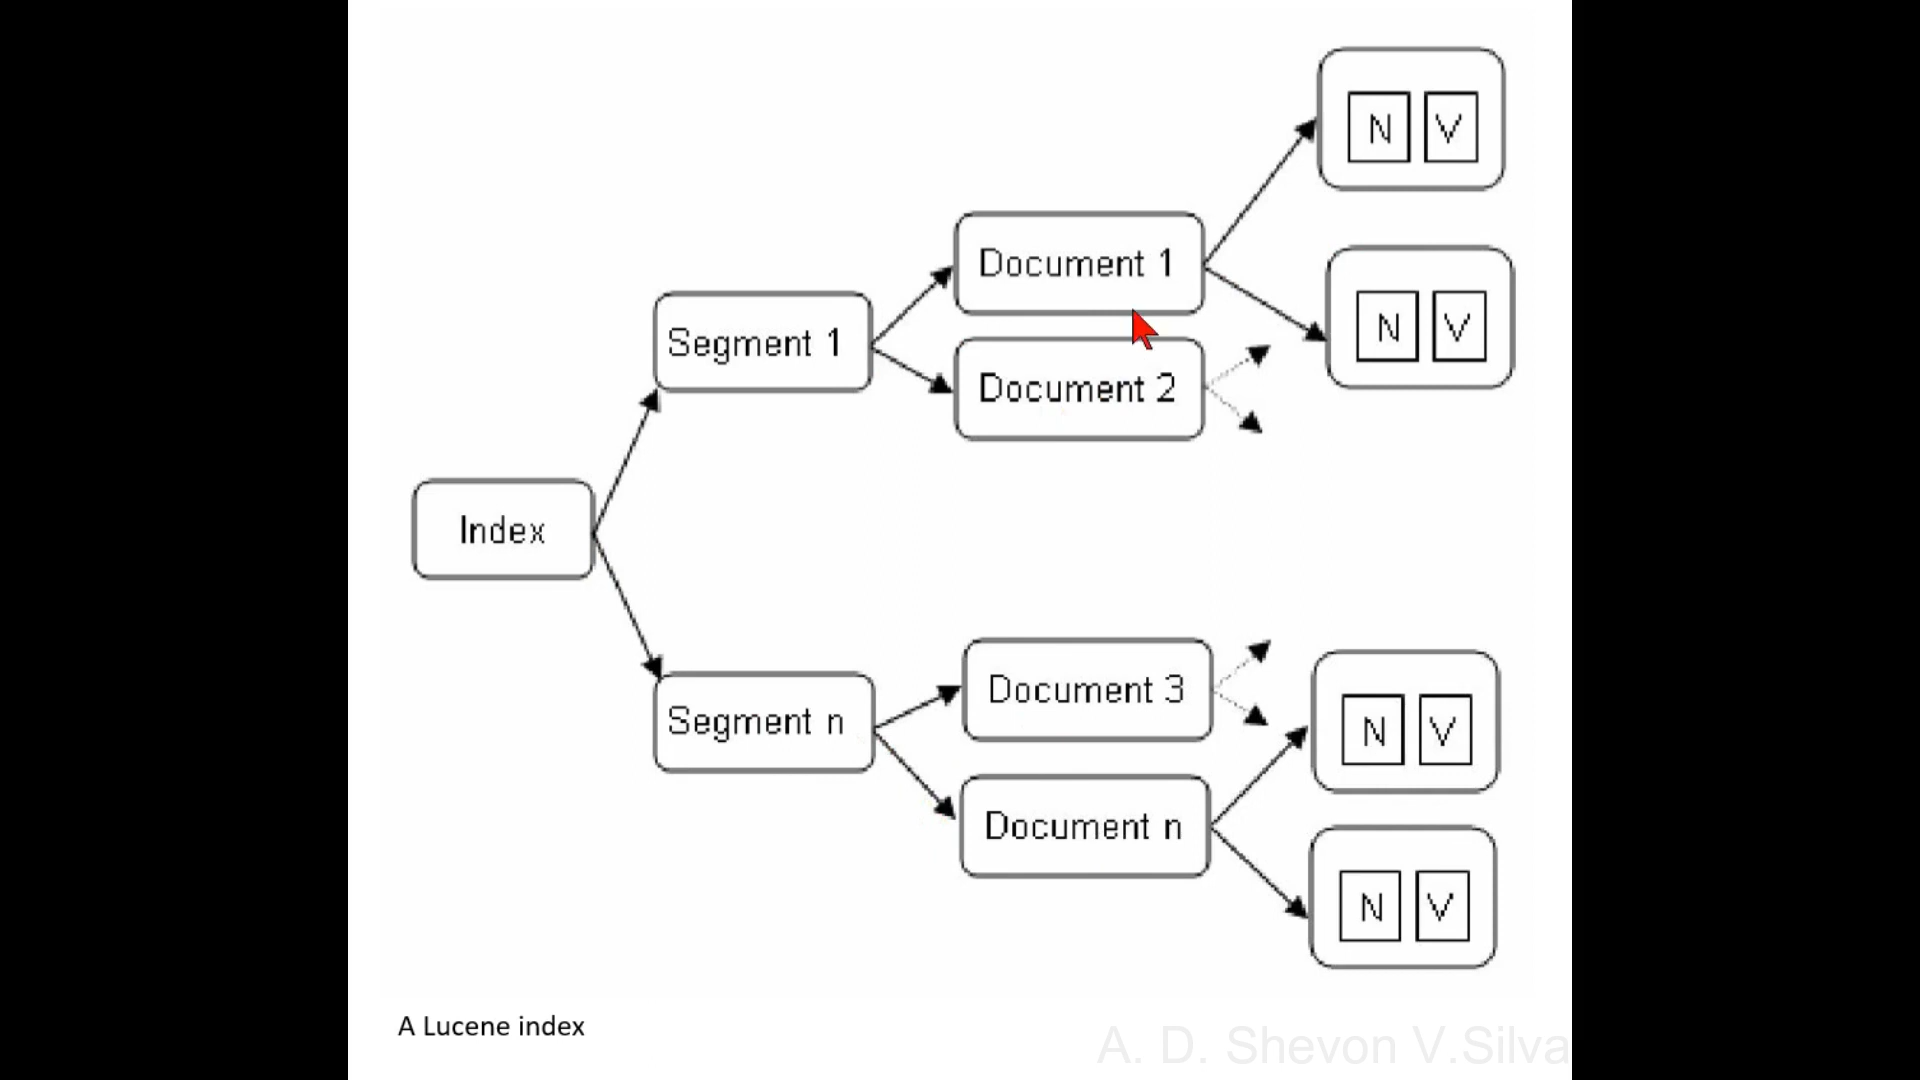 N V
Document 1
Segment 1
N V
Document 2
Index
Document 3
Segment n
N V
Document n
N V
A Lucene index
A. D. Shevon V.Silva